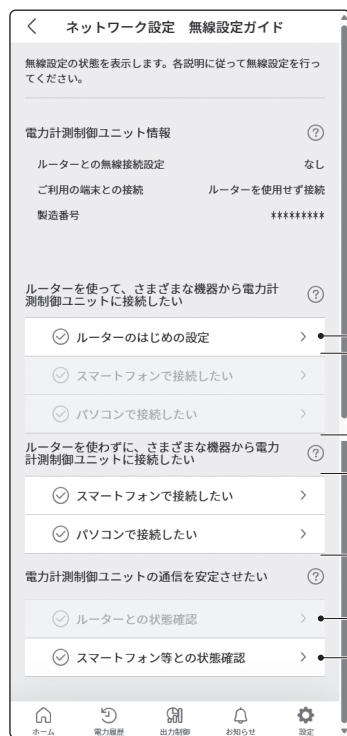 ネットワーク設定　無線設定ガイド
無線設定の状態を表示します。各説明に従って無線設定を行っ
てください。
電力計測制御ユニット情報 ?
ルーターとの無線接続設定 なし
ご利用の端末との接続 ルーターを使用せず接続
製造番号 *********
ルーターを使って、さまざまな機器から電力計
測制御ユニットに接続したい ?
ルーターのはじめの設定
スマートフォンで接続したい
パソコンで接続したい
ルーターを使わずに、さまざまな機器から電力
計測制御ユニットに接続したい ?
スマートフォンで接続したい
パソコンで接続したい
電力計測制御ユニットの通信を安定させたい ?
ルーターとの状態確認
スマートフォン等との状態確認
ホーム 電力履歴 出力制御 お知らせ 設定